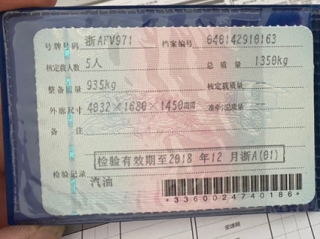 号牌号码 浙AFV971 档案编号 040142910163
核定载人数 5人 总质量 1350kg
整备质量 935kg 核定载质量
外廓尺寸 4032×1680×1450mm 准牵引总质量
备注
检验有效期至2018年12月浙A(01)
检验记录 汽油
*3360024740186*